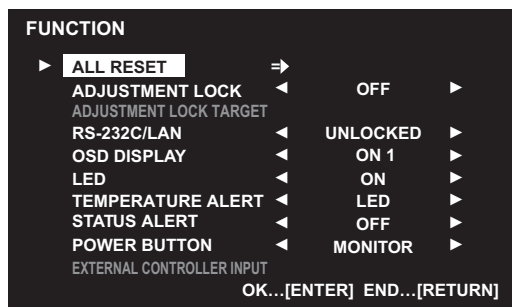 FUNCTION
ALL RESET
ADJUSTMENT LOCK OFF
ADJUSTMENT LOCK TARGET
RS-232C/LAN UNLOCKED
OSD DISPLAY ON 1
LED ON
TEMPERATURE ALERT LED
STATUS ALERT OFF
POWER BUTTON MONITOR
EXTERNAL CONTROLLER INPUT
OK...[ENTER] END...[RETURN]